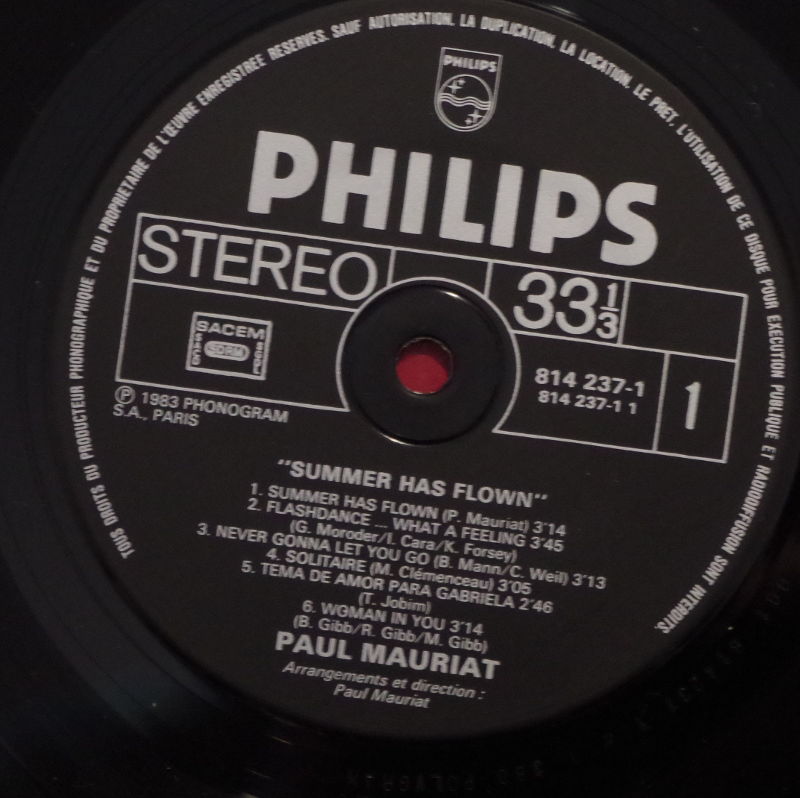 TOUS DROITS DU PRODUCTEUR PHONOGRAPHIQUE ET DU PROPRIETAIRE DE L'ŒUVRE ENREGISTREE RESERVES. SAUF AUTORISATION, LA DUPLICATION, LA LOCATION, LE PRET, L'UTILISATION DE CE DISQUE POUR EXECUTION PUBLIQUE ET RADIODIFFUSION SONT INTERDITS.
PHILIPS
PHILIPS
STEREO
33 1/3
SACEM
SACD SDRM SGDL
814 237-1
814 237-1 1
1
Ⓟ 1983 PHONOGRAM
S.A., PARIS
"SUMMER HAS FLOWN"
1. SUMMER HAS FLOWN (P. Mauriat) 3'14
2. FLASHDANCE ... WHAT A FEELING 3'45
(G. Moroder/I. Cara/K. Forsey)
3. NEVER GONNA LET YOU GO (B. Mann/C. Weil) 3'13
4. SOLITAIRE (M. Clémenceau) 3'05
5. TEMA DE AMOR PARA GABRIELA 2'46
(T. Jobim)
6. WOMAN IN YOU 3'14
(B. Gibb/R. Gibb/M. Gibb)
PAUL MAURIAT
Arrangements et direction :
Paul Mauriat